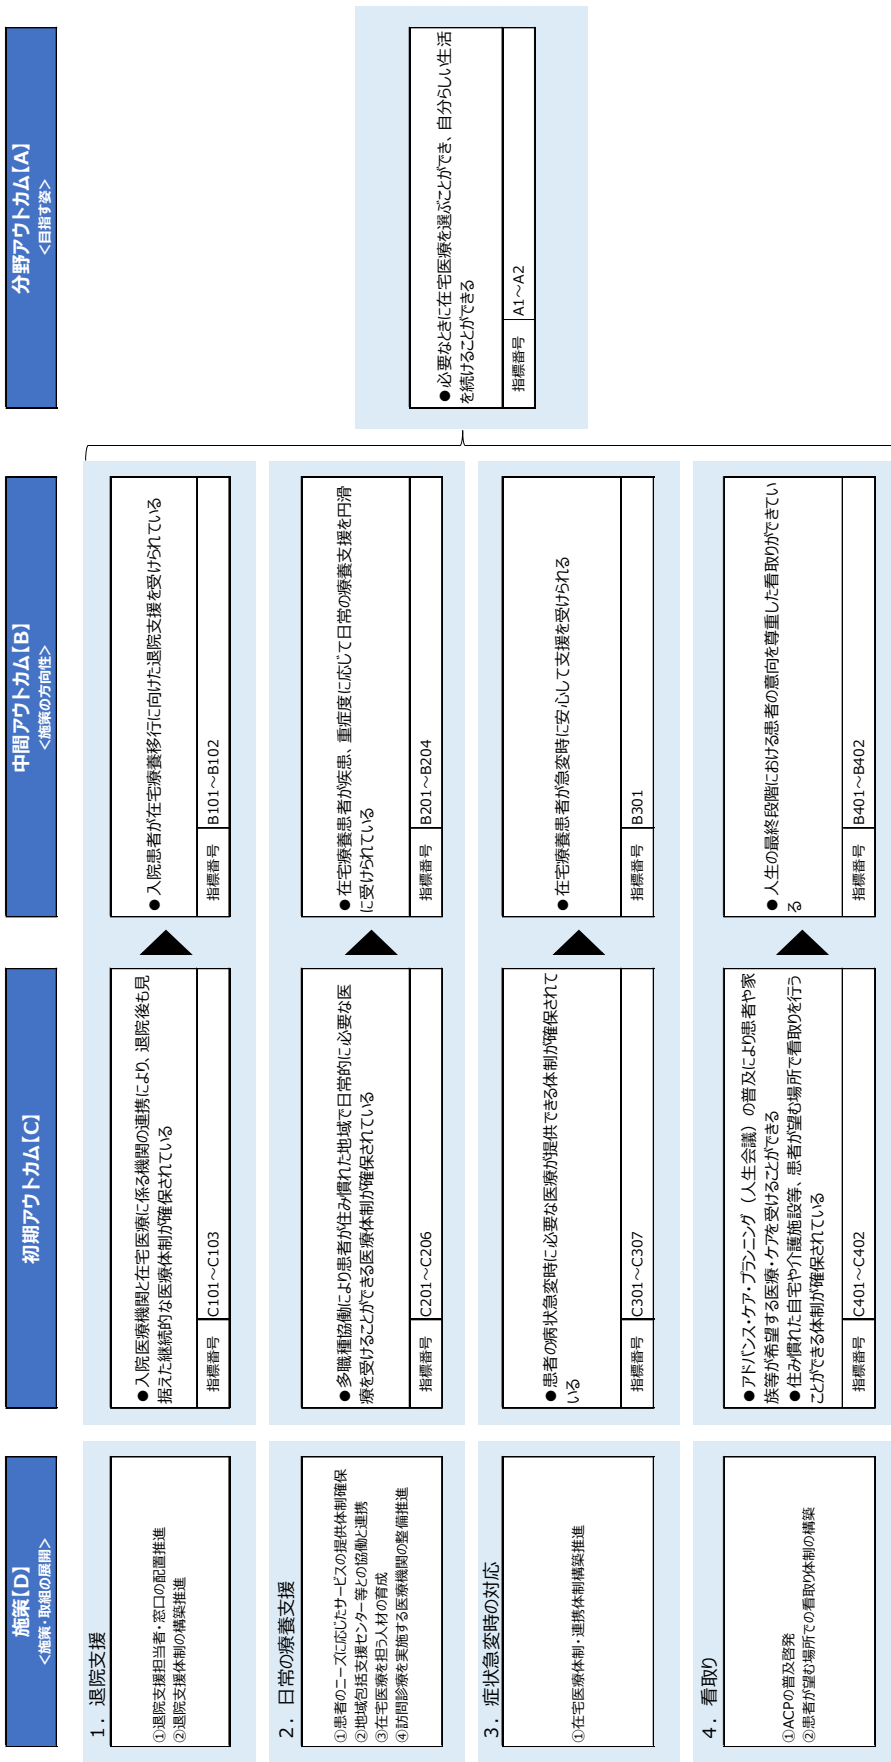 施策【D】
＜施策・取組の展開＞
初期アウトカム【C】
中間アウトカム【B】
＜施策の方向性＞
分野アウトカム【A】
＜目指す姿＞
1．退院支援
①退院支援担当者・窓口の配置推進
②退院支援体制の構築推進
●入院医療機関と在宅医療に係る機関の連携により、退院後も見
据えた継続的な医療体制が確保されている
指標番号 C101～C103
●入院患者が在宅療養移行に向けた退院支援を受けられている
指標番号 B101～B102
2．日常の療養支援
①患者のニーズに応じたサービスの提供体制確保
②地域包括支援センター等との協働と連携
③在宅医療を担う人材の育成
④訪問診療を実施する医療機関の整備推進
●多職種協働により患者が住み慣れた地域で日常的に必要な医
療を受けることができる医療体制が確保されている
指標番号 C201～C206
●在宅療養患者が疾患、重症度に応じて日常の療養支援を円滑
に受けられている
指標番号 B201～B204
3．症状急変時の対応
①在宅医療体制・連携体制構築推進
●患者の病状急変時に必要な医療が提供できる体制が確保されて
いる
指標番号 C301～C307
●在宅療養患者が急変時に安心して支援を受けられる
指標番号 B301
4．看取り
①ACPの普及啓発
②患者が望む場所での看取り体制の構築
●アドバンス・ケア・プランニング（人生会議）の普及により患者や家
族等が希望する医療・ケアを受けることができる
●住み慣れた自宅や介護施設等、患者が望む場所で看取りを行う
ことができる体制が確保されている
指標番号 C401～C402
●人生の最終段階における患者の意向を尊重した看取りができてい
る
指標番号 B401～B402
●必要なときに在宅医療を選ぶことができ、自分らしい生活
を続けることができる
指標番号 A1～A2